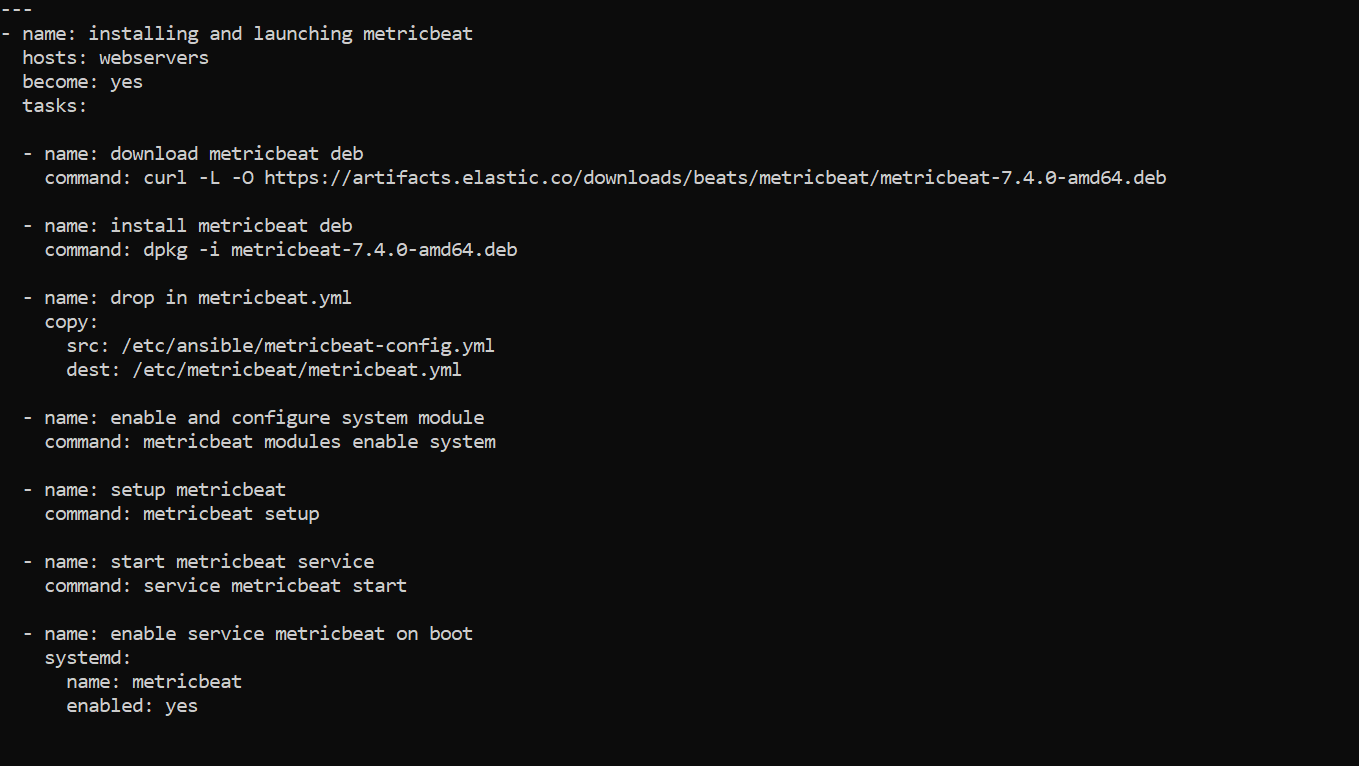 ---
- name: installing and launching metricbeat
  hosts: webservers
  become: yes
  tasks:

  - name: download metricbeat deb
    command: curl -L -O https://artifacts.elastic.co/downloads/beats/metricbeat/metricbeat-7.4.0-amd64.deb

  - name: install metricbeat deb
    command: dpkg -i metricbeat-7.4.0-amd64.deb

  - name: drop in metricbeat.yml
    copy:
      src: /etc/ansible/metricbeat-config.yml
      dest: /etc/metricbeat/metricbeat.yml

  - name: enable and configure system module
    command: metricbeat modules enable system

  - name: setup metricbeat
    command: metricbeat setup

  - name: start metricbeat service
    command: service metricbeat start

  - name: enable service metricbeat on boot
    systemd:
      name: metricbeat
      enabled: yes